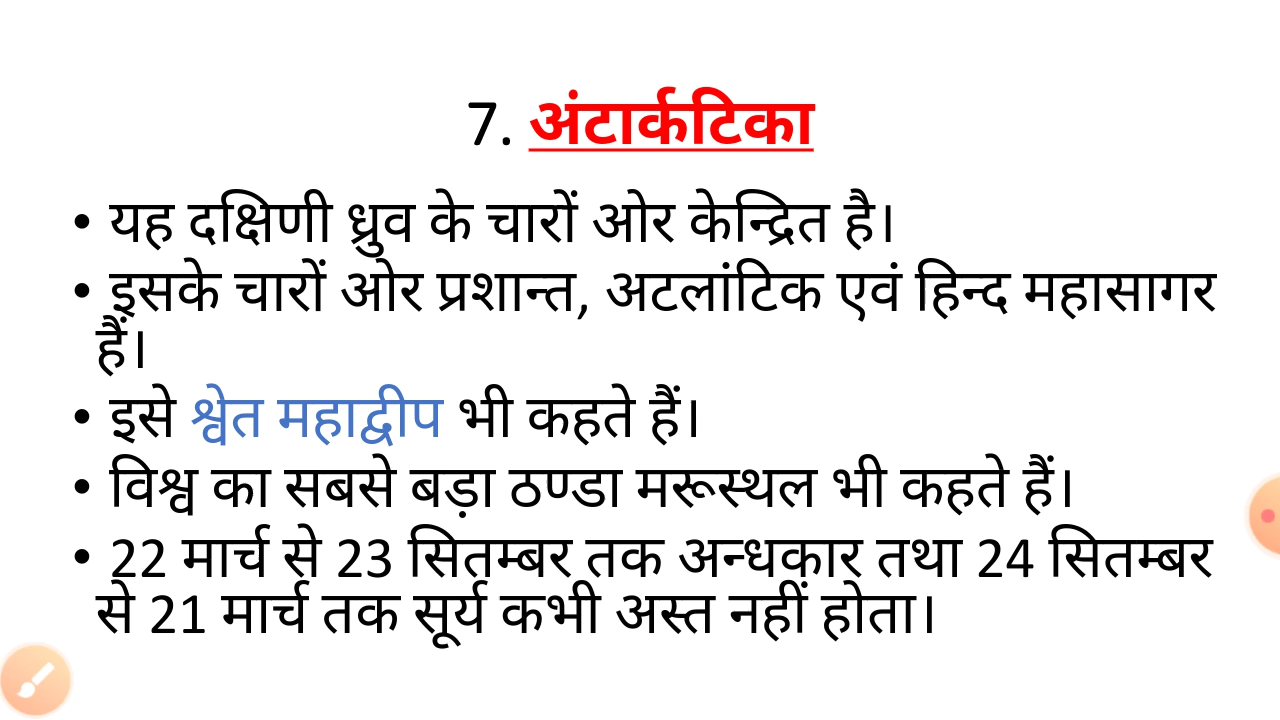 7. अंटार्कटिका
• यह दक्षिणी ध्रुव के चारों ओर केन्द्रित है।
• इसके चारों ओर प्रशान्त, अटलांटिक एवं हिन्द महासागर
हैं।
• इसे श्वेत महाद्वीप भी कहते हैं।
• विश्व का सबसे बड़ा ठण्डा मरूस्थल भी कहते हैं।
• 22 मार्च से 23 सितम्बर तक अन्धकार तथा 24 सितम्बर
से 21 मार्च तक सूर्य कभी अस्त नहीं होता।